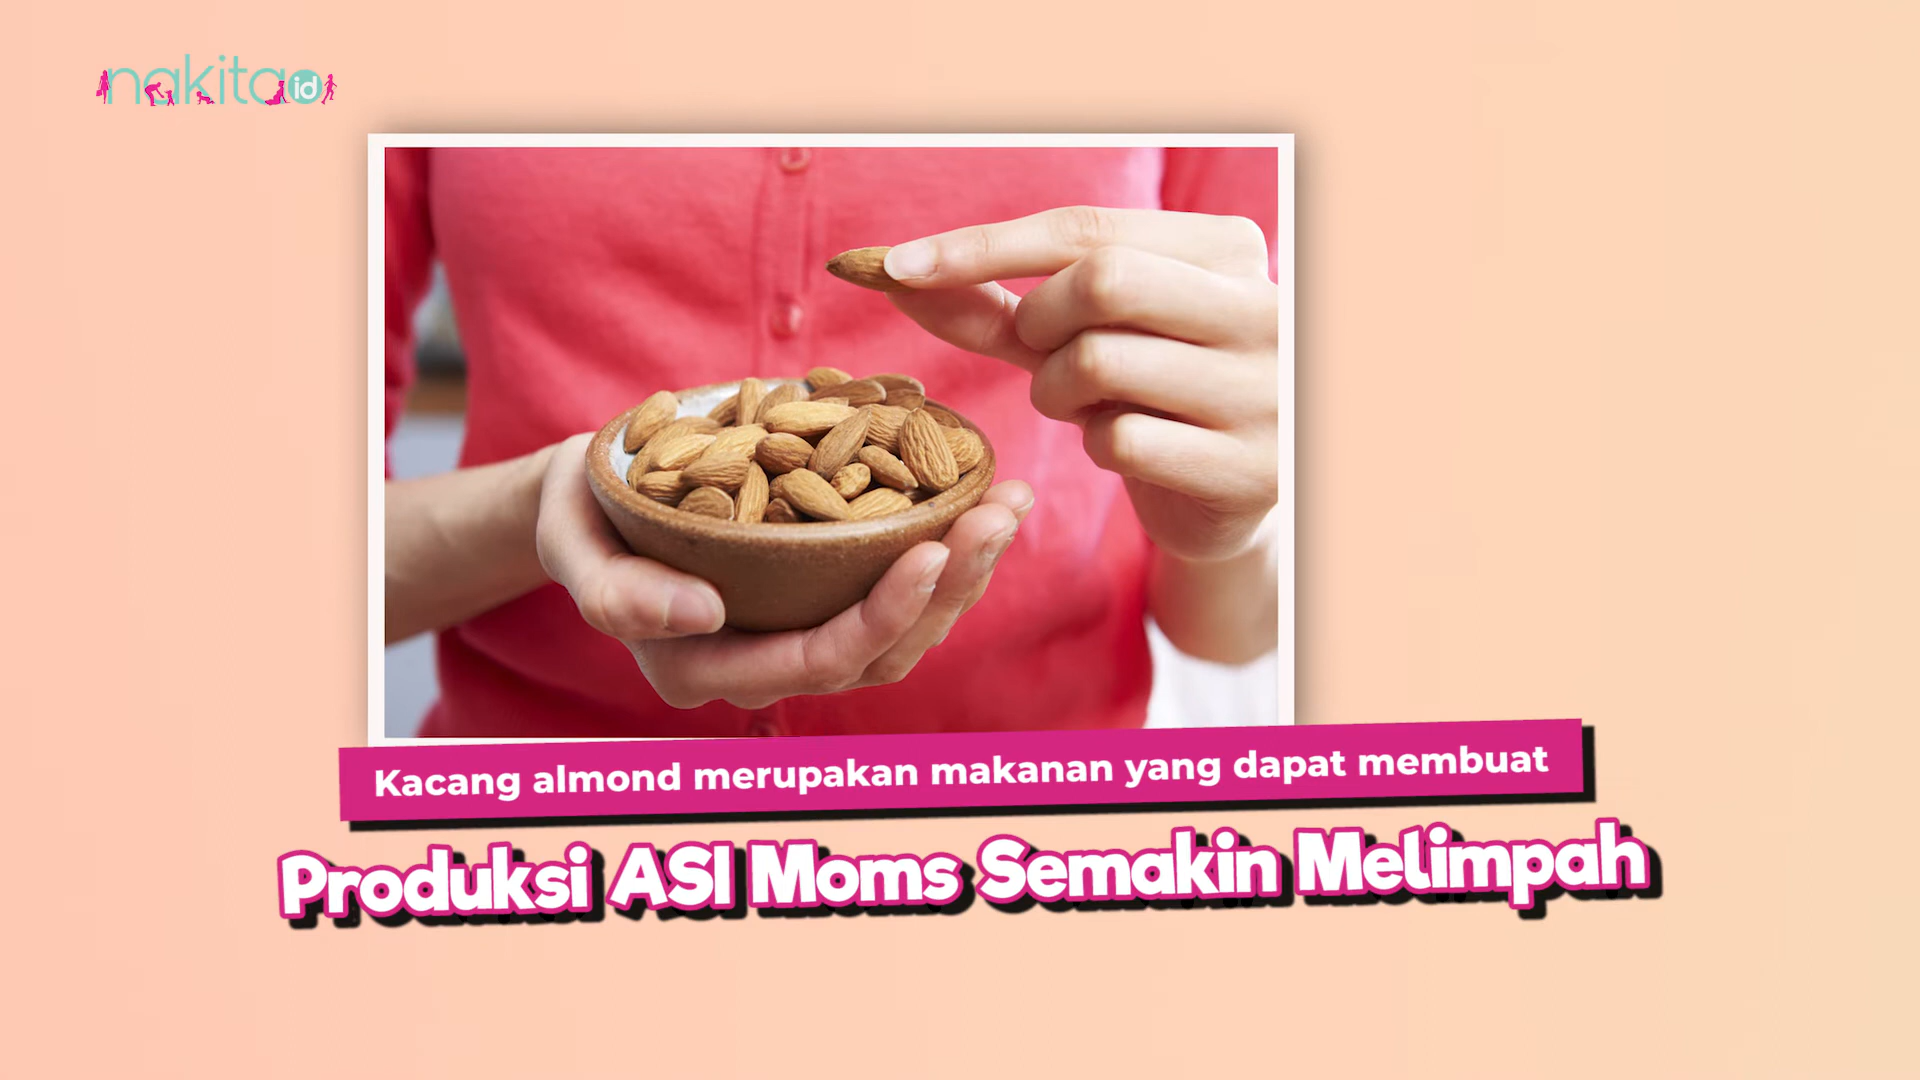 nakita id
Kacang almond merupakan makanan yang dapat membuat
Produksi ASI Moms Semakin Melimpah